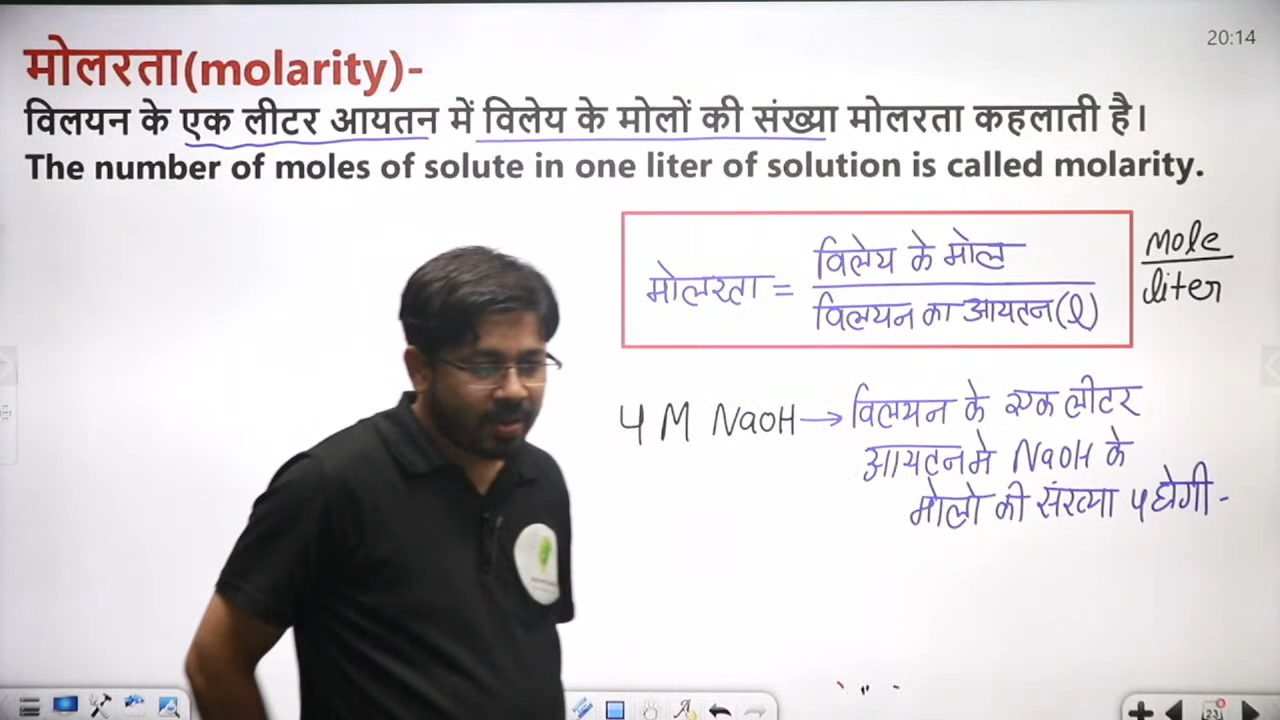 20:14
मोलरता(molarity)-
विलयन के एक लीटर आयतन में विलेय के मोलों की संख्या मोलरता कहलाती है।
The number of moles of solute in one liter of solution is called molarity.
मोलरता = विलेय के मोल
विलयन का आयतन(l)
mole
liter
4 M NaOH → विलयन के एक लीटर
आयतन मे NaOH के
मोलो की संख्या 4 होगी -
23